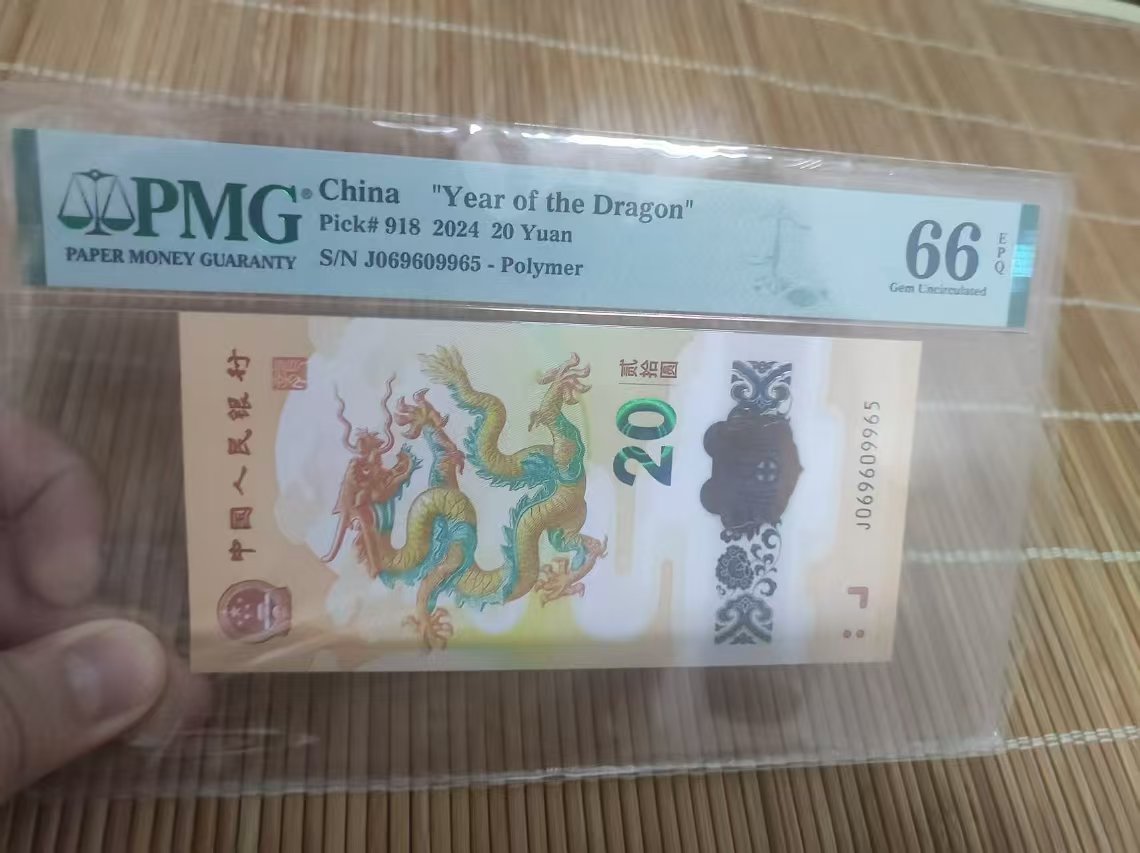 PMG®
PAPER MONEY GUARANTY
China "Year of the Dragon"
Pick# 918 2024 20 Yuan
S/N J069609965 - Polymer
66
EPQ
Gem Uncirculated
中国人民银行
贰拾圆
20
J069609965